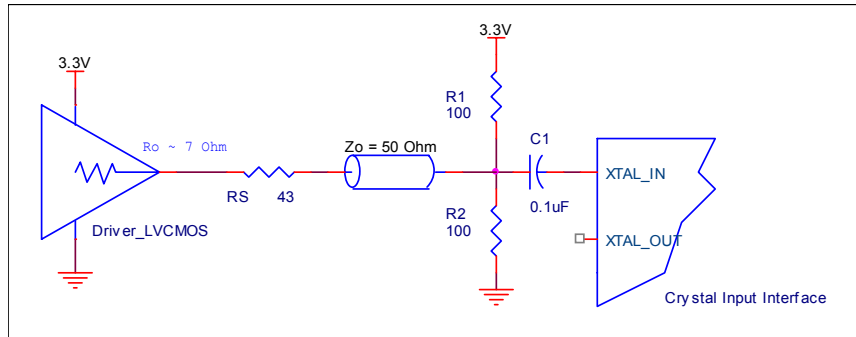 3.3V
Ro ~ 7 Ohm
RS 43
Driver_LVCMOS
Zo = 50 Ohm
3.3V
R1
100
C1
0.1uF
R2
100
XTAL_IN
XTAL_OUT
Crystal Input Interface